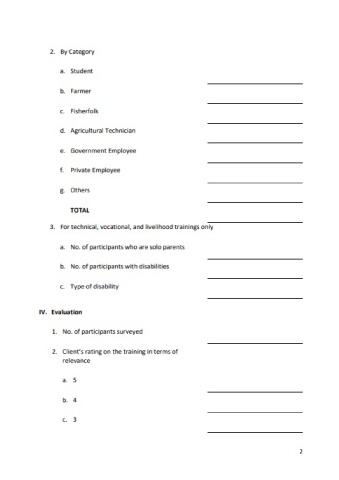 2. By Category
a. Student
b. Farmer
c. Fisherfolk
d. Agricultural Technician
e. Government Employee
f. Private Employee
g. Others
TOTAL
3. For technical, vocational, and livelihood trainings only
a. No. of participants who are solo parents
b. No. of participants with disabilities
c. Type of disability
IV. Evaluation
1. No. of participants surveyed
2. Client's rating on the training in terms of
relevance
a. 5
b. 4
c. 3
2